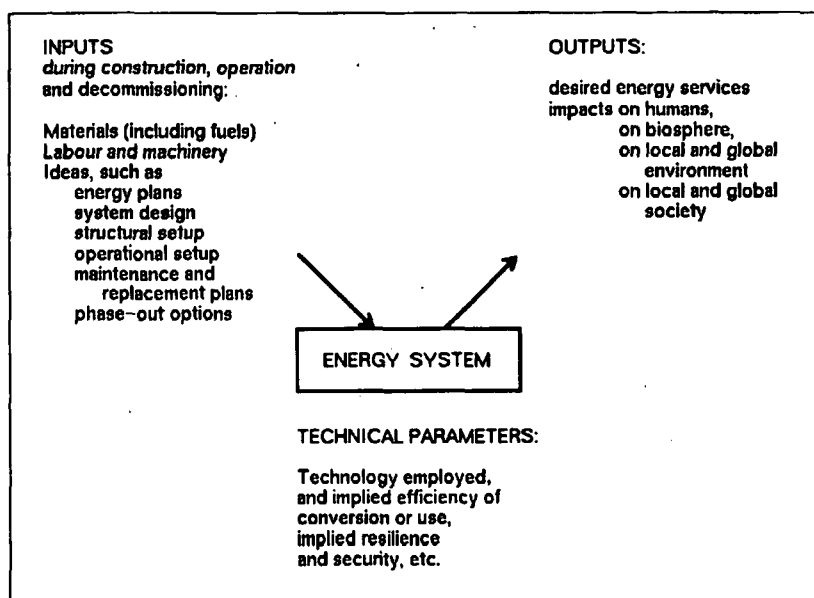 INPUTS
during construction, operation
and decommissioning:
Materials (including fuels)
Labour and machinery
Ideas, such as
energy plans
system design
structural setup
operational setup
maintenance and
replacement plans
phase-out options
OUTPUTS:
desired energy services
impacts on humans,
on biosphere,
on local and global
environment
on local and global
society
ENERGY SYSTEM
TECHNICAL PARAMETERS:
Technology employed,
and implied efficiency of
conversion or use,
implied resilience
and security, etc.